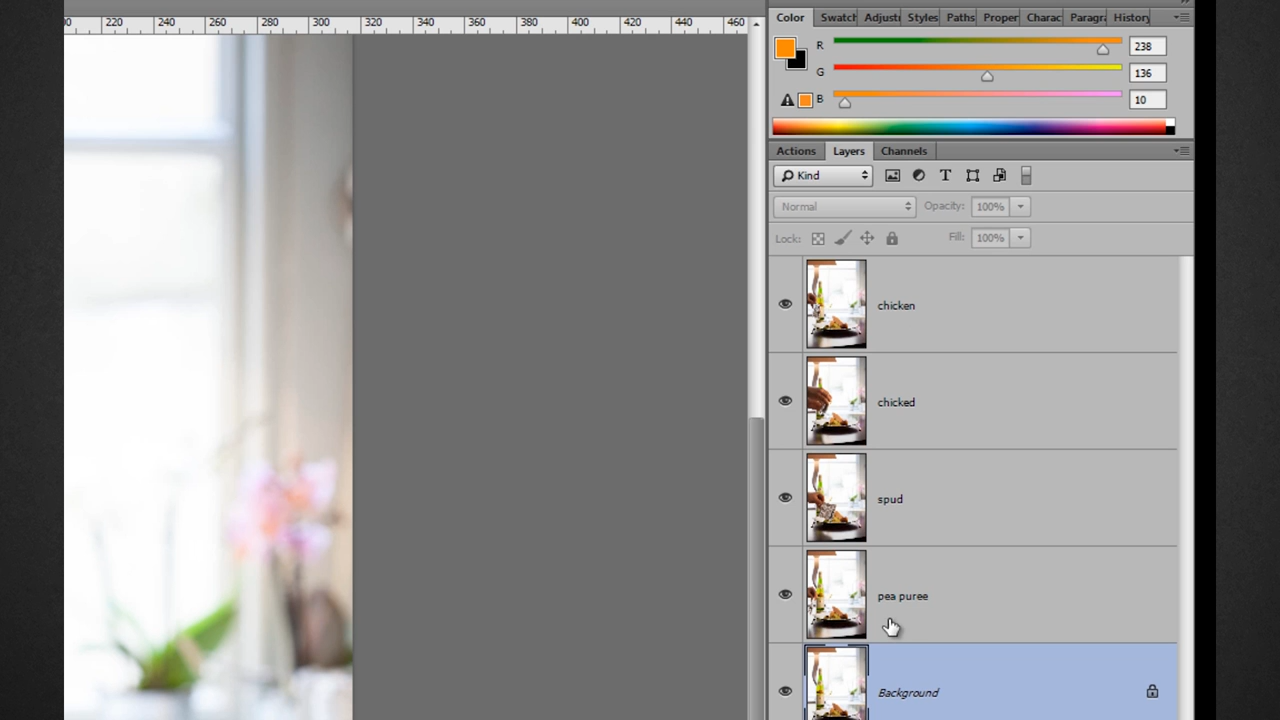 220 240 260 280 300 320 340 360 380 400 420 440 460
Color Swatch Adjusti Styles Paths Proper Charac Paragra History
R 238
G 136
B 10
Actions Layers Channels
Kind T
Normal Opacity: 100%
Lock: Fill: 100%
chicken
chicked
spud
pea puree
Background